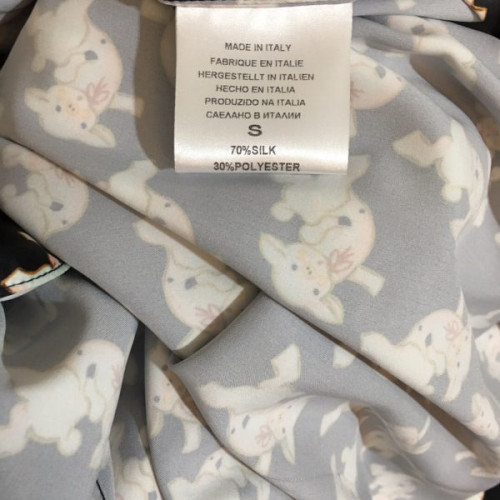 MADE IN ITALY
FABRIQUE EN ITALIE
HERGESTELLT IN ITALIEN
HECHO EN ITALIA
PRODUZIDO NA ITALIA
СДЕЛАНО В ИТАЛИИ
S
70%SILK
30%POLYESTER